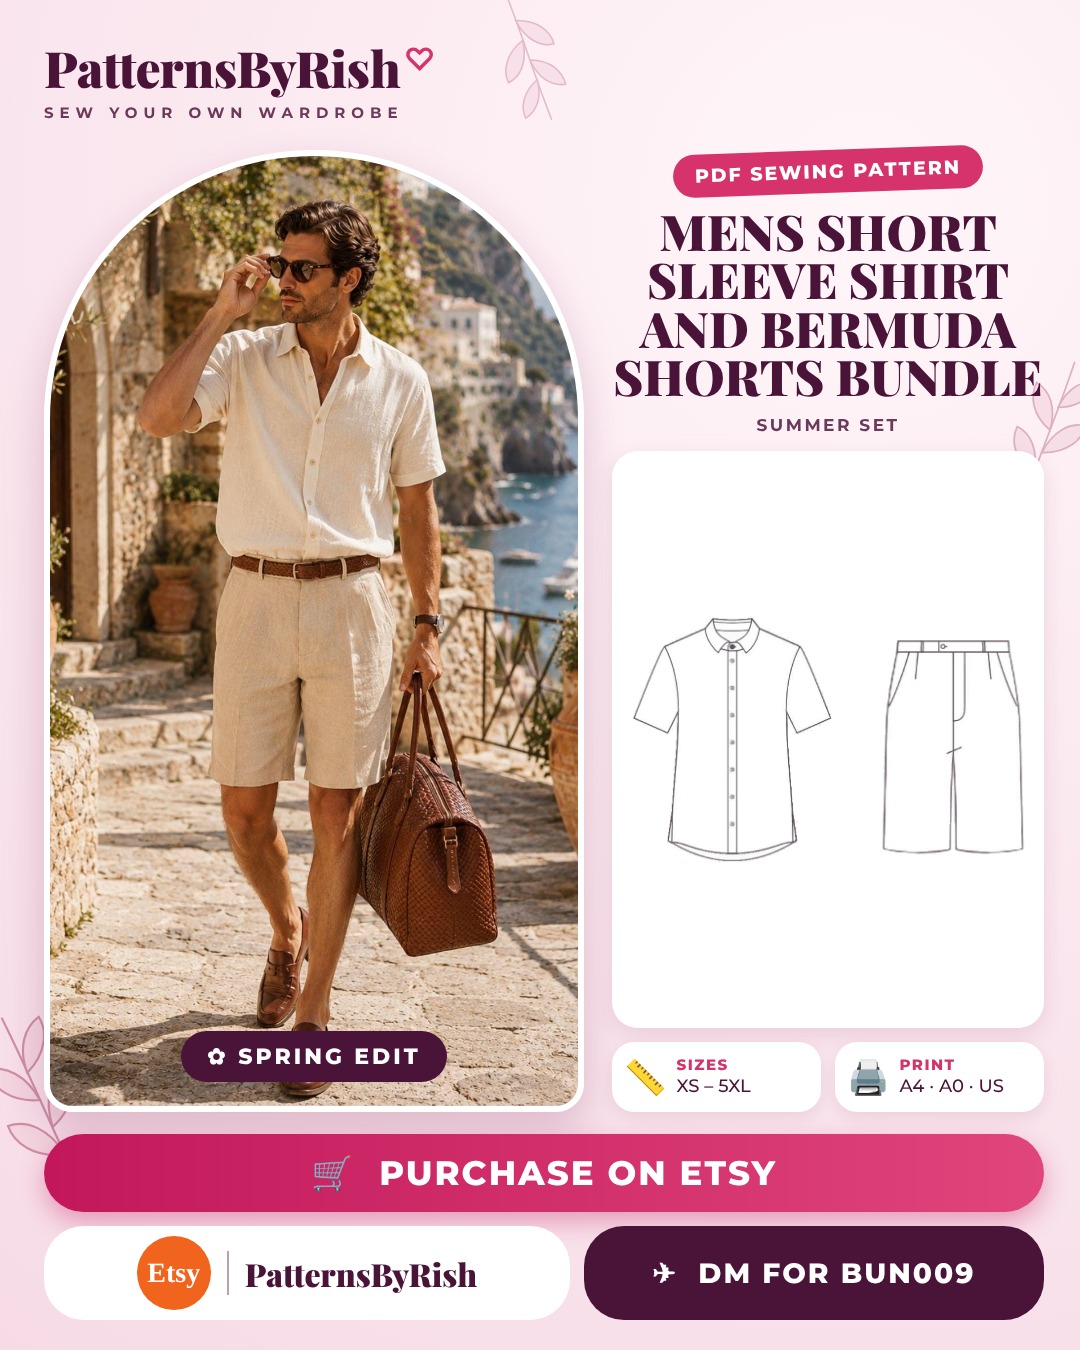 PatternsByRish
SEW YOUR OWN WARDROBE
PDF SEWING PATTERN
MENS SHORT
SLEEVE SHIRT
AND BERMUDA
SHORTS BUNDLE
SUMMER SET
✿ SPRING EDIT
SIZES
XS – 5XL
PRINT
A4 · A0 · US
PURCHASE ON ETSY
Etsy
PatternsByRish
DM FOR BUN009